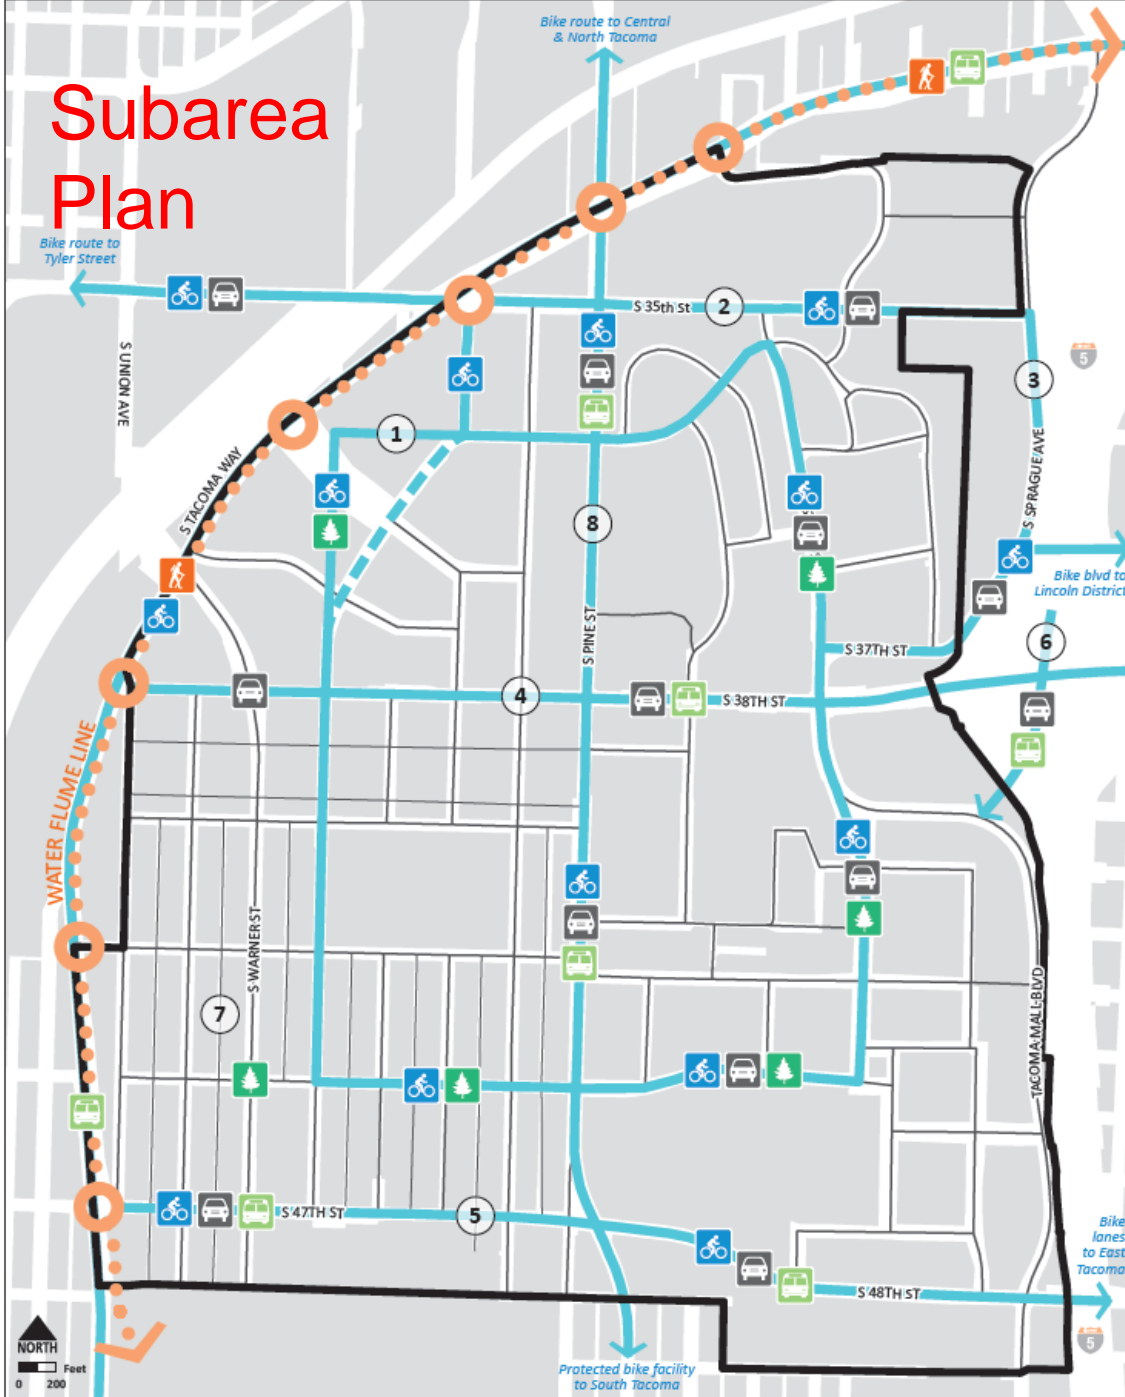 Bike route to Central
& North Tacoma
Subarea
Plan
Bike route to
Tyler Street
S 35th St
2
5
3
S UNION AVE
1
S TACOMA WAY
S SPRAGUE AVE
8
Bike blvd to
Lincoln District
S PINE ST
6
S 37TH ST
4
S 38TH ST
WATER FLUME LINE
S WARNER ST
7
TACOMA MALL BLVD
S 47TH ST
5
Bike
lanes
to East
Tacoma
S 48TH ST
5
NORTH
Feet
0 200
Protected bike facility
to South Tacoma